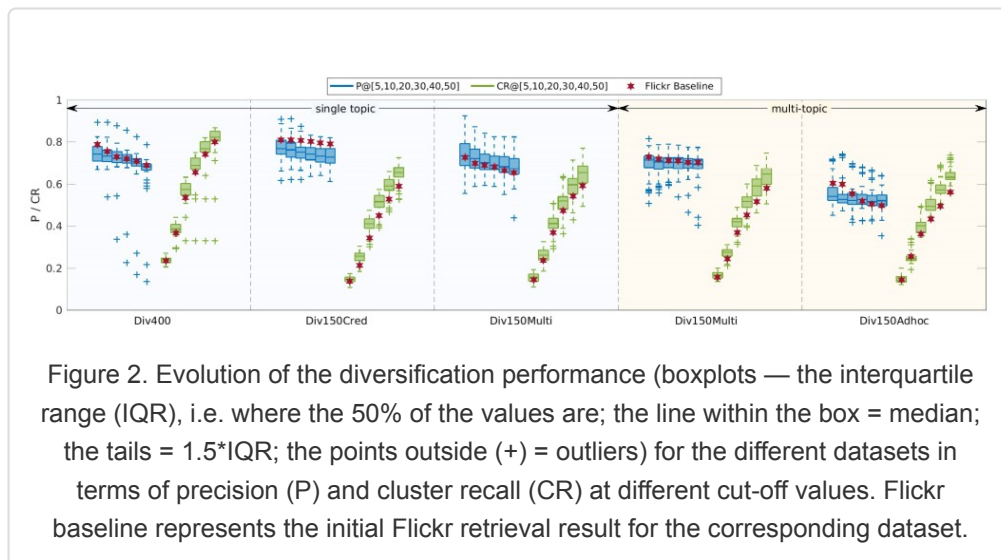 P@[5,10,20,30,40,50] CR@[5,10,20,30,40,50] Flickr Baseline
single topic multi-topic
P / CR
1
0.8
0.6
0.4
0.2
0
Div400 Div150Cred Div150Multi Div150Multi Div150Adhoc
Figure 2. Evolution of the diversification performance (boxplots — the interquartile
range (IQR), i.e. where the 50% of the values are; the line within the box = median;
the tails = 1.5*IQR; the points outside (+) = outliers) for the different datasets in
terms of precision (P) and cluster recall (CR) at different cut-off values. Flickr
baseline represents the initial Flickr retrieval result for the corresponding dataset.